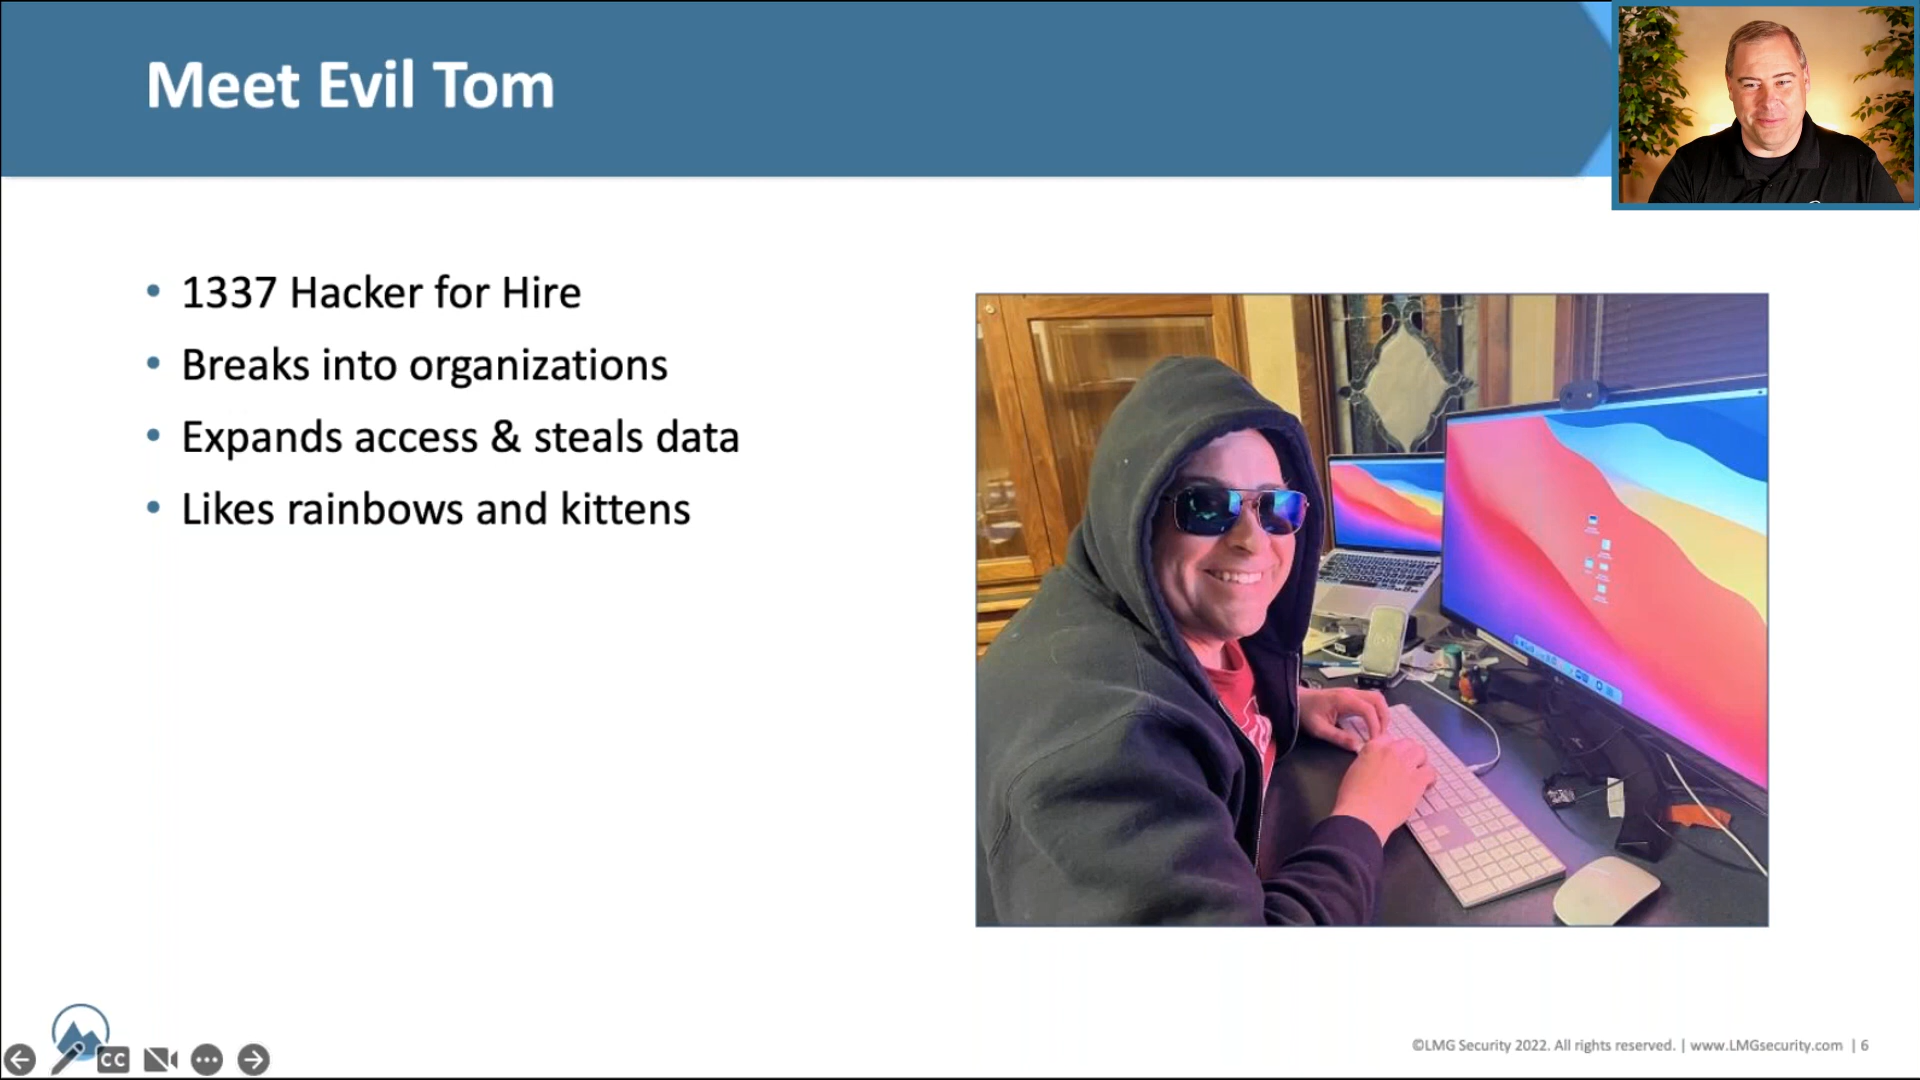 Meet Evil Tom
• 1337 Hacker for Hire
• Breaks into organizations
• Expands access & steals data
• Likes rainbows and kittens
CC
©LMG Security 2022. All rights reserved. | www.LMGsecurity.com | 6